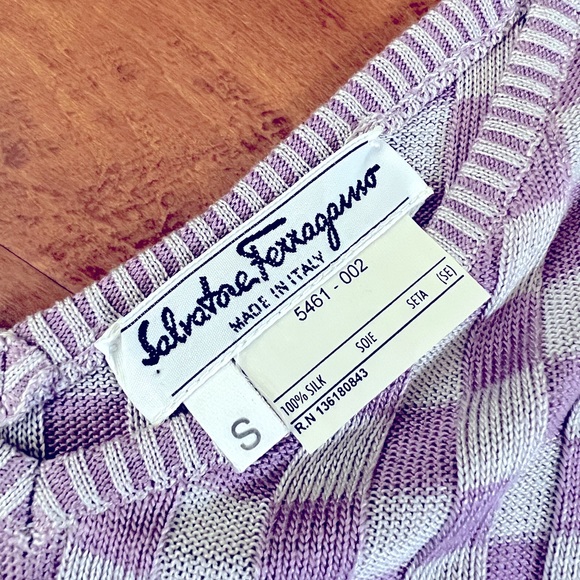 Salvatore Ferragamo
MADE IN ITALY
5461 - 002
100% SILK SOIE SETA (SE)
R.N 136180843
S